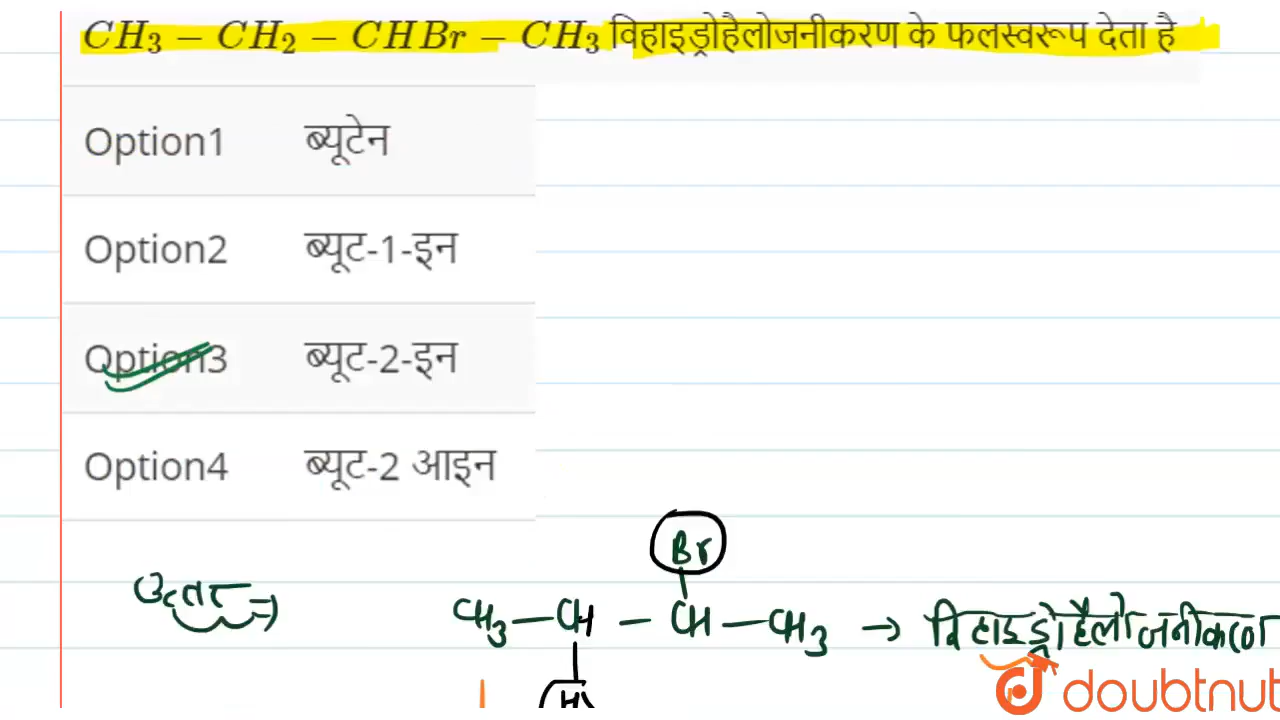 CH₃ − CH₂ − CHBr − CH₃ विहाइड्रोहैलोजनीकरण के फलस्वरूप देता है
Option1 ब्यूटेन
Option2 ब्यूट-1-इन
Option3 ब्यूट-2-इन
Option4 ब्यूट-2 आइन
Br
उत्तर →
CH₃ — CH — CH — CH₃ → विहाइड्रोहैलोजनीकरण
H
doubtnut